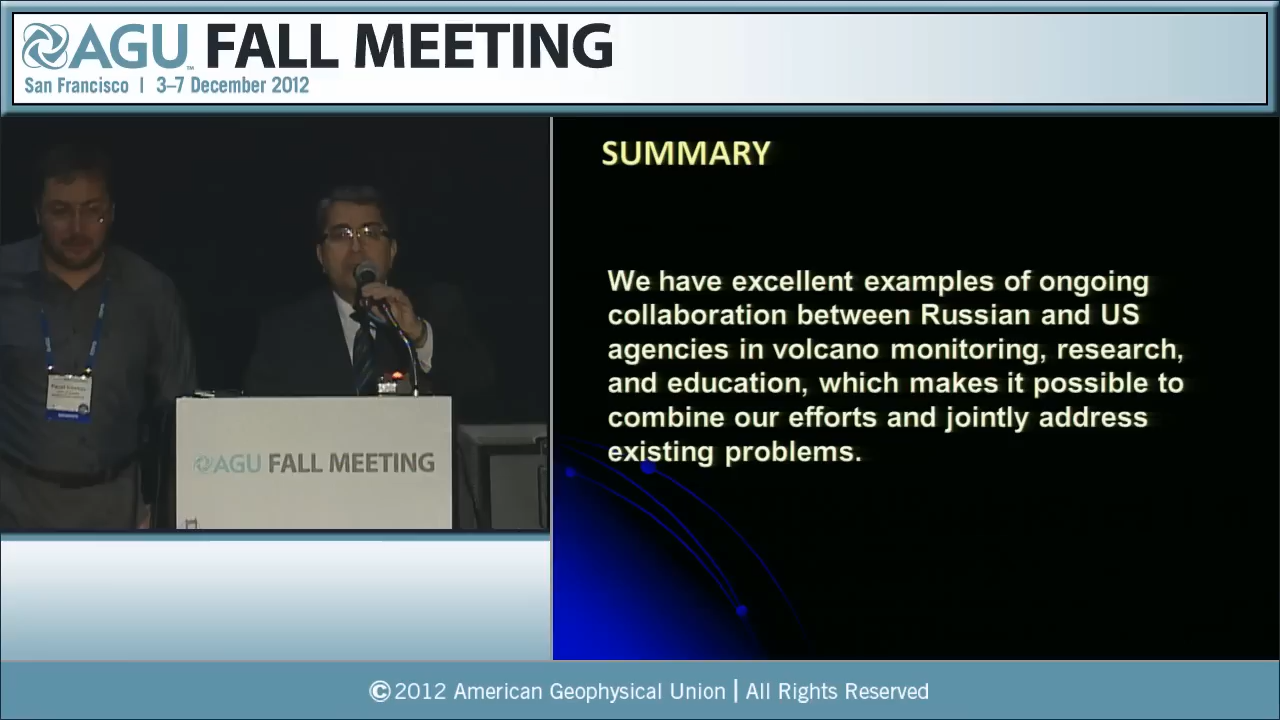 AGU FALL MEETING
San Francisco | 3–7 December 2012
SUMMARY
We have excellent examples of ongoing
collaboration between Russian and US
agencies in volcano monitoring, research,
and education, which makes it possible to
combine our efforts and jointly address
existing problems.
AGU FALL MEETING
©2012 American Geophysical Union | All Rights Reserved